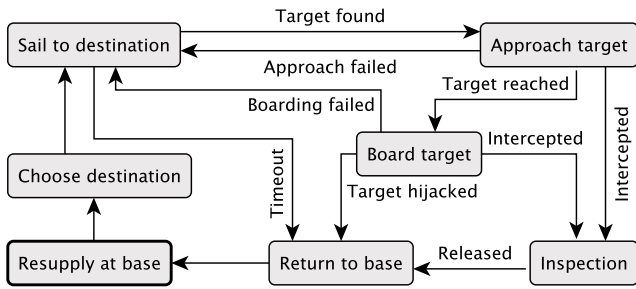 Target found
Sail to destination
Approach target
Approach failed
Target reached
Boarding failed
Intercepted
Board target
Intercepted
Choose destination
Timeout
Target hijacked
Released
Resupply at base
Return to base
Inspection